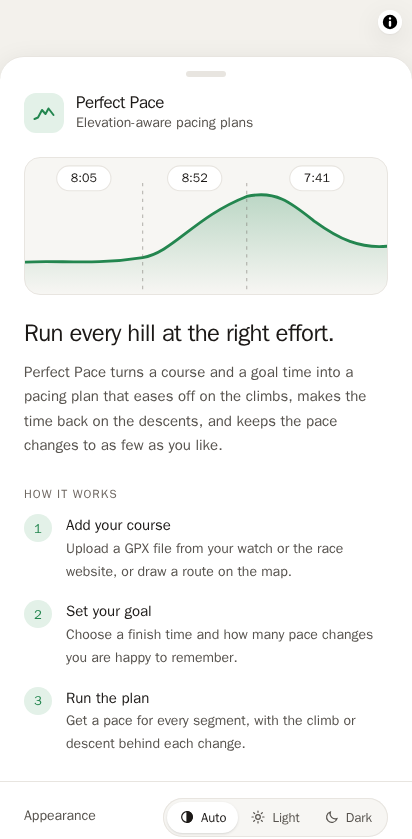 Perfect Pace
Elevation-aware pacing plans
8:05
8:52
7:41
Run every hill at the right effort.
Perfect Pace turns a course and a goal time into a
pacing plan that eases off on the climbs, makes the
time back on the descents, and keeps the pace
changes to as few as you like.
HOW IT WORKS
1
Add your course
Upload a GPX file from your watch or the race
website, or draw a route on the map.
2
Set your goal
Choose a finish time and how many pace changes
you are happy to remember.
3
Run the plan
Get a pace for every segment, with the climb or
descent behind each change.
Appearance
Auto
Light
Dark